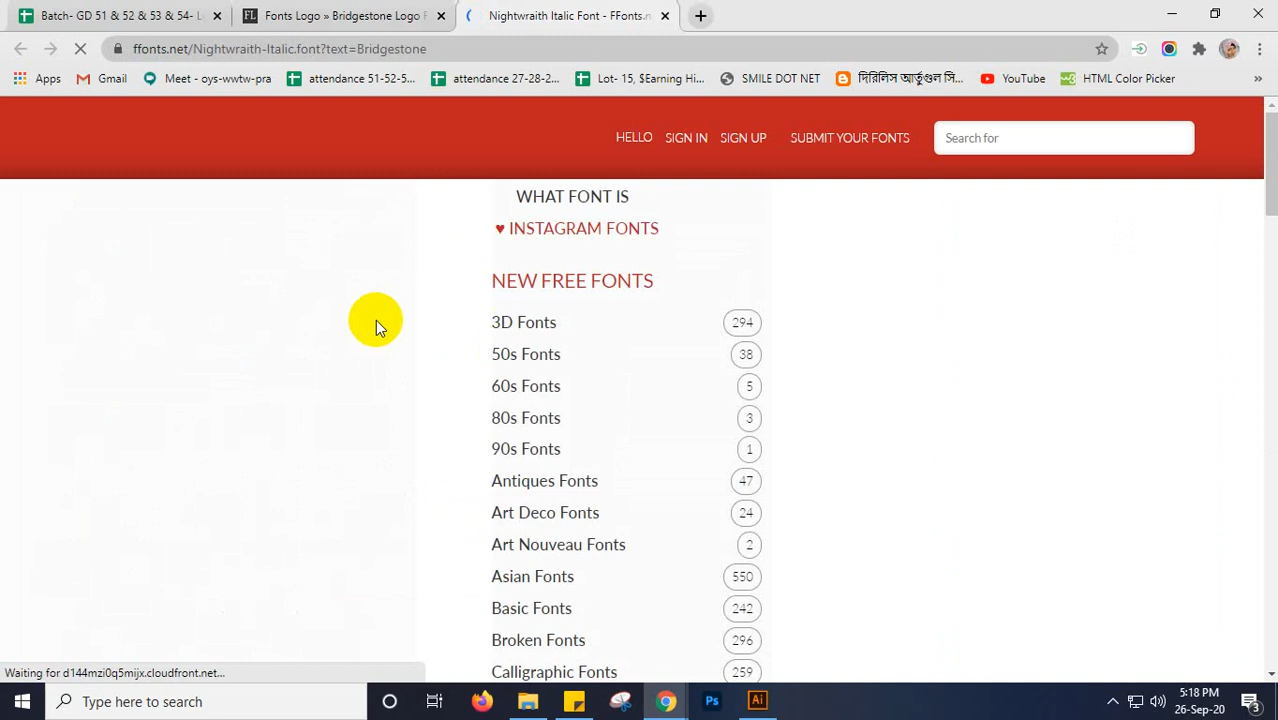 Batch- GD 51 & 52 & 53 & 54- L
Fonts Logo » Bridgestone Logo F
Nightwraith Italic Font - FFonts.n
ffonts.net/Nightwraith-Italic.font?text=Bridgestone
Apps
Gmail
Meet - oys-wwtw-pra
attendance 51-52-5...
attendance 27-28-2...
Lot- 15, $Earning Hi...
SMILE DOT NET
দিরিলিস আর্তুগুল সি...
YouTube
HTML Color Picker
»
HELLO SIGN IN SIGN UP SUBMIT YOUR FONTS Search for
WHAT FONT IS
♥ INSTAGRAM FONTS
NEW FREE FONTS
3D Fonts 294
50s Fonts 38
60s Fonts 5
80s Fonts 3
90s Fonts 1
Antiques Fonts 47
Art Deco Fonts 24
Art Nouveau Fonts 2
Asian Fonts 550
Basic Fonts 242
Broken Fonts 296
Calligraphic Fonts 259
Waiting for d144mzi0q5mijx.cloudfront.net...
Type here to search
Ps
Ai
5:18 PM
26-Sep-20
3